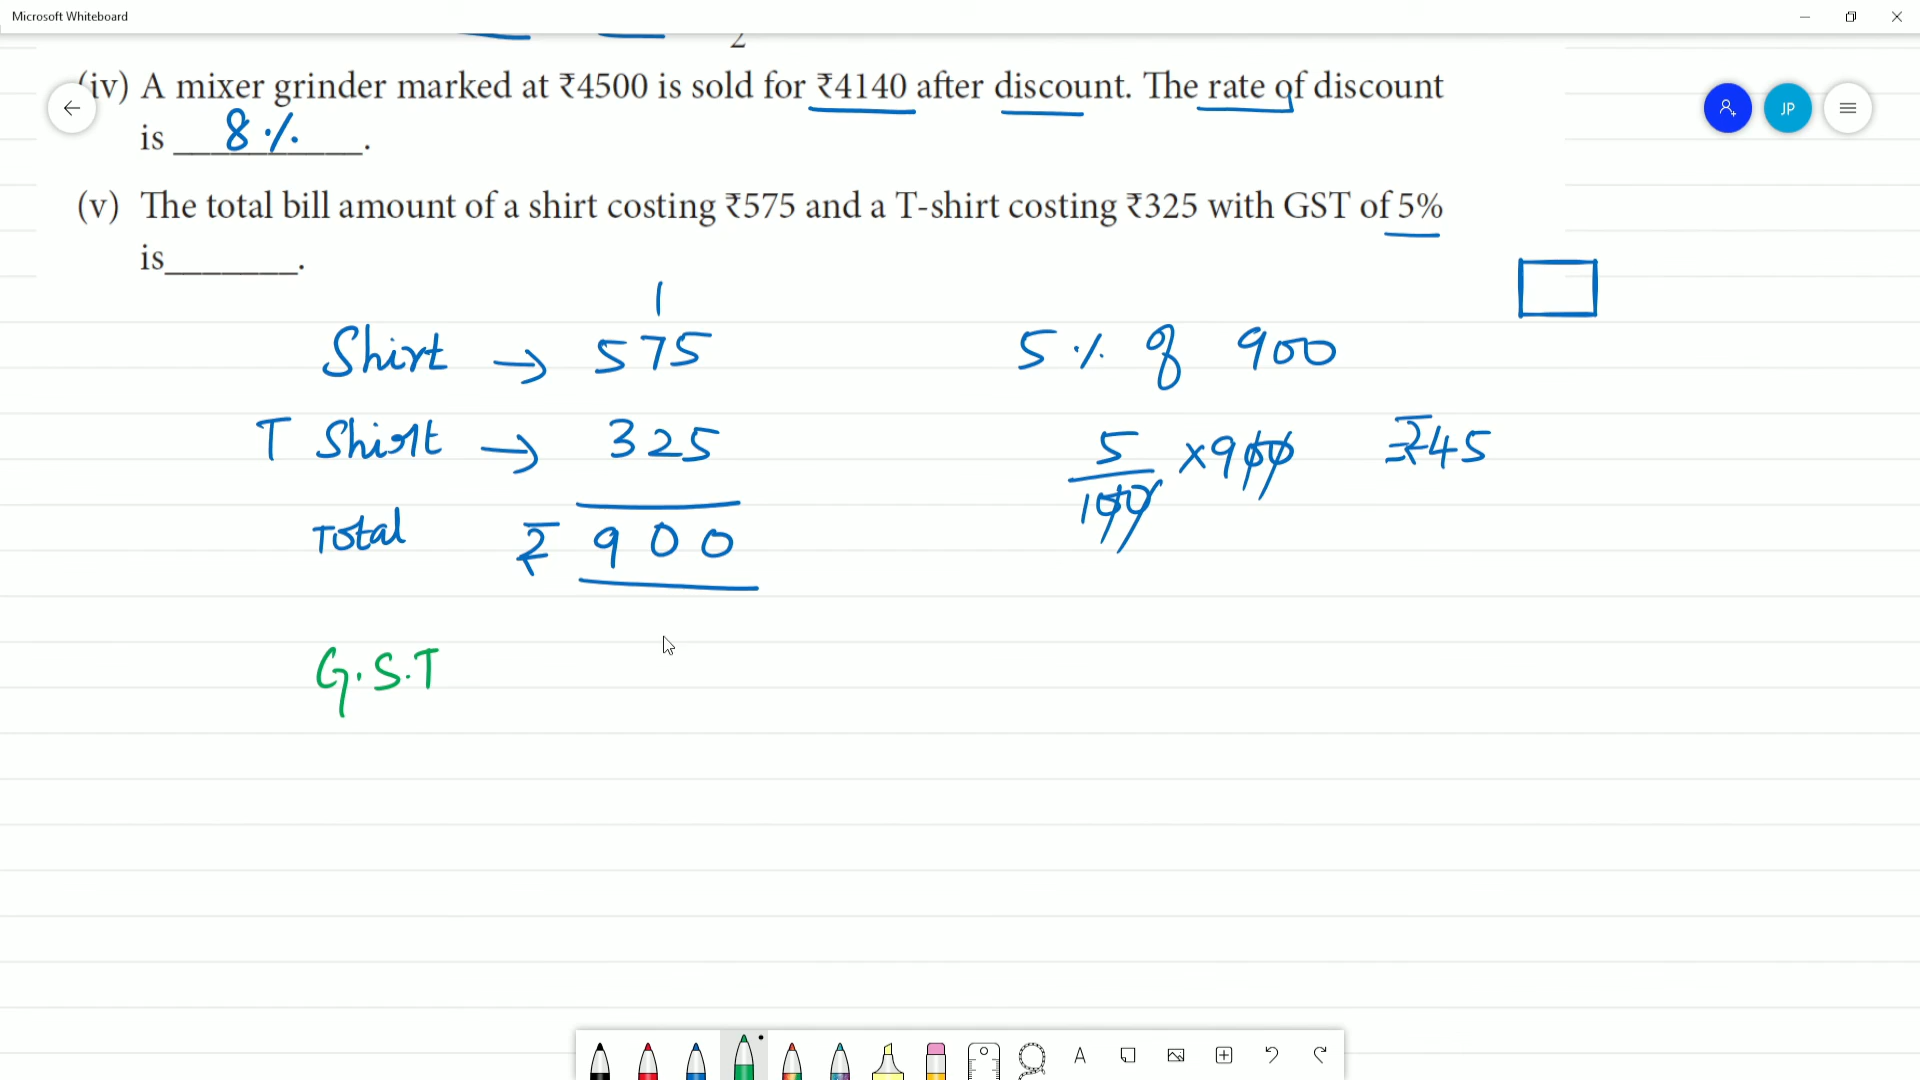 Microsoft Whiteboard
(iv) A mixer grinder marked at ₹4500 is sold for ₹4140 after discount. The rate of discount
is 8% .
JP
(v) The total bill amount of a shirt costing ₹575 and a T-shirt costing ₹325 with GST of 5%
is_______.
1
Shirt → 575
5 % of 900
T Shirt → 325
5/100 × 900 = ₹45
Total ₹ 900
G.S.T
A